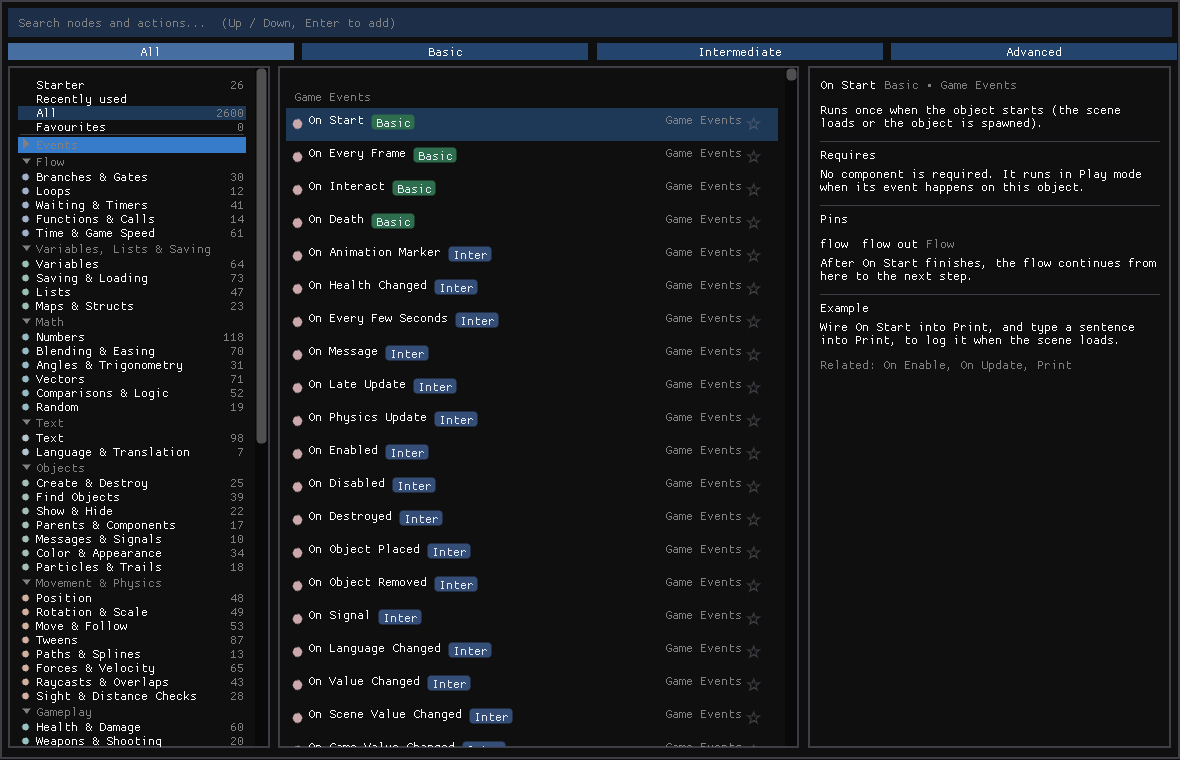 Search nodes and actions...  (Up / Down, Enter to add)
All
Basic
Intermediate
Advanced
Starter 26
Recently used
All 2600
Favourites 0
Events
Flow
Branches & Gates 30
Loops 12
Waiting & Timers 41
Functions & Calls 14
Time & Game Speed 61
Variables, Lists & Saving
Variables 64
Saving & Loading 73
Lists 47
Maps & Structs 23
Math
Numbers 118
Blending & Easing 70
Angles & Trigonometry 31
Vectors 71
Comparisons & Logic 52
Random 19
Text
Text 98
Language & Translation 7
Objects
Create & Destroy 25
Find Objects 39
Show & Hide 22
Parents & Components 17
Messages & Signals 10
Color & Appearance 34
Particles & Trails 18
Movement & Physics
Position 48
Rotation & Scale 49
Move & Follow 53
Tweens 87
Paths & Splines 13
Forces & Velocity 65
Raycasts & Overlaps 43
Sight & Distance Checks 28
Gameplay
Health & Damage 60
Weapons & Shooting 20
Game Events
On Start Basic Game Events
On Every Frame Basic Game Events
On Interact Basic Game Events
On Death Basic Game Events
On Animation Marker Inter Game Events
On Health Changed Inter Game Events
On Every Few Seconds Inter Game Events
On Message Inter Game Events
On Late Update Inter Game Events
On Physics Update Inter Game Events
On Enabled Inter Game Events
On Disabled Inter Game Events
On Destroyed Inter Game Events
On Object Placed Inter Game Events
On Object Removed Inter Game Events
On Signal Inter Game Events
On Language Changed Inter Game Events
On Value Changed Inter Game Events
On Scene Value Changed Inter Game Events
On Game Value Changed Inter Game Events
On Start Basic • Game Events
Runs once when the object starts (the scene
loads or the object is spawned).
Requires
No component is required. It runs in Play mode
when its event happens on this object.
Pins
flow  flow out Flow
After On Start finishes, the flow continues from
here to the next step.
Example
Wire On Start into Print, and type a sentence
into Print, to log it when the scene loads.
Related: On Enable, On Update, Print